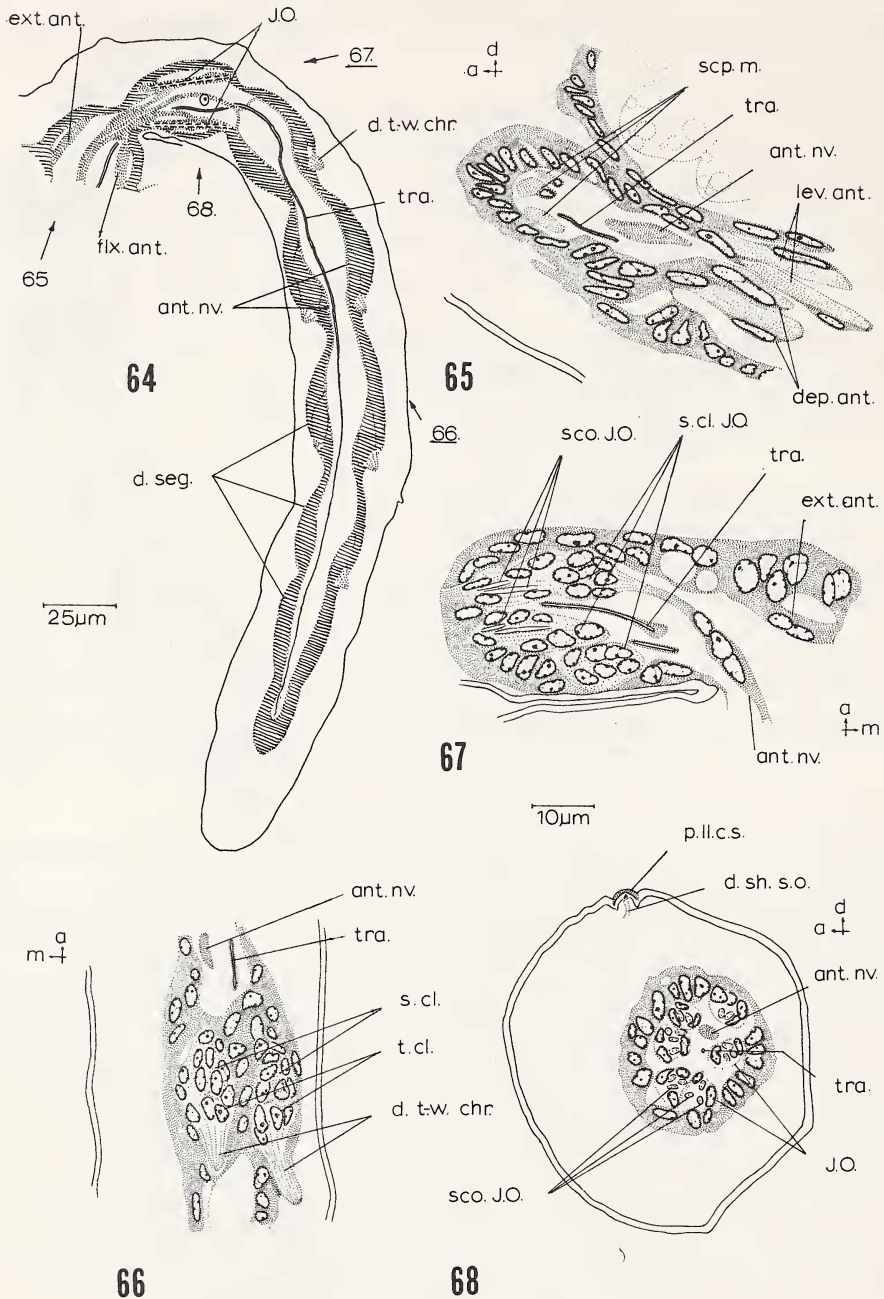 ext.ant.
J.O.
67.
d. t-w. chr.
tra.
68.
flx. ant.
65
ant. nv.
64
66.
d. seg.
25µm
d
a
scp. m.
tra.
ant. nv.
lev. ant.
65
dep. ant.
sco. J.O.
s.cl. J.O.
tra.
ext. ant.
a
m
ant. nv.
67
10µm
ant. nv.
a
m
tra.
s. cl.
t. cl.
d. t-w. chr.
66
p.ll.c.s.
d. sh. s.o.
d
a
ant. nv.
tra.
J.O.
sco. J.O.
68